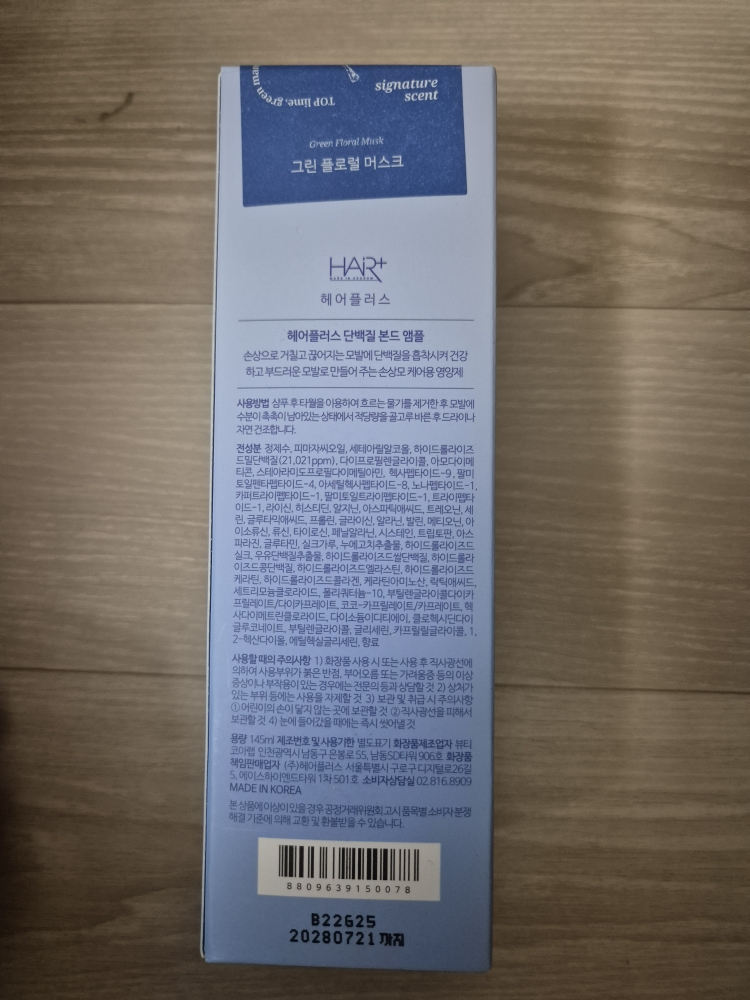 signature
scent
TOP lime, green man
Green Floral Musk
그린 플로럴 머스크
HAiR+
MADE IN KOREA
헤어플러스
헤어플러스 단백질 본드 앰플
손상으로 거칠고 끊어지는 모발에 단백질을 흡착시켜 건강
하고 부드러운 모발로 만들어 주는 손상모 케어용 영양제
사용방법 샴푸 후 타월을 이용하여 흐르는 물기를 제거한 후 모발에
수분이 촉촉이 남아있는 상태에서 적당량을 골고루 바른 후 드라이나
자연 건조합니다.
전성분 정제수, 피마자씨오일, 세테아릴알코올, 하이드롤라이즈
드밀단백질(21,021ppm), 다이프로필렌글라이콜, 아모다이메
티콘, 스테아라미도프로필다이메틸아민, 헥사펩타이드-9, 팔미
토일펜타펩타이드-4, 아세틸헥사펩타이드-8, 노나펩타이드-1,
카퍼트라이펩타이드-1, 팔미토일트라이펩타이드-1, 트라이펩타
이드-1, 라이신, 히스티딘, 알지닌, 아스파틱애씨드, 트레오닌, 세
린, 글루타믹애씨드, 프롤린, 글라이신, 알라닌, 발린, 메티오닌, 아
이소류신, 류신, 타이로신, 페닐알라닌, 시스테인, 트립토판, 아스
파라진, 글루타민, 실크가루, 누에고치추출물, 하이드롤라이즈드
실크, 우유단백질추출물, 하이드롤라이즈드쌀단백질, 하이드롤라
이즈드콩단백질, 하이드롤라이즈드엘라스틴, 하이드롤라이즈드
케라틴, 하이드롤라이즈드콜라겐, 케라틴아미노산, 락틱애씨드,
세트리모늄클로라이드, 폴리쿼터늄-10, 부틸렌글라이콜다이카
프릴레이트/다이카프레이트, 코코-카프릴레이트/카프레이트, 헥
사다이메트린클로라이드, 다이소듐이디티에이, 클로헥시딘다이
글루코네이트, 부틸렌글라이콜, 글리세린, 카프릴릴글라이콜, 1,
2-헥산다이올, 에틸헥실글리세린, 향료
사용할 때의 주의사항 1) 화장품 사용 시 또는 사용 후 직사광선에
의하여 사용부위가 붉은 반점, 부어오름 또는 가려움증 등의 이상
증상이나 부작용이 있는 경우에는 전문의 등과 상담할 것 2) 상처가
있는 부위 등에는 사용을 자제할 것 3) 보관 및 취급 시 주의사항
①어린이의 손이 닿지 않는 곳에 보관할 것 ②직사광선을 피해서
보관할 것 4) 눈에 들어갔을 때에는 즉시 씻어낼 것
용량 145ml 제조번호 및 사용기한 별도표기 화장품제조업자 뷰티
코아랩 인천광역시 남동구 은봉로 55, 남동SD타워 906호 화장품
책임판매업자 (주)헤어플러스 서울특별시 구로구 디지털로26길
5, 에이스하이엔드타워 1차 501호 소비자상담실 02.816.8909
MADE IN KOREA
본 상품에 이상이 있을 경우 공정거래위원회 고시 품목별 소비자 분쟁
해결 기준에 의해 교환 및 환불받을 수 있습니다.
8809639150078
B22625
20280721 까지